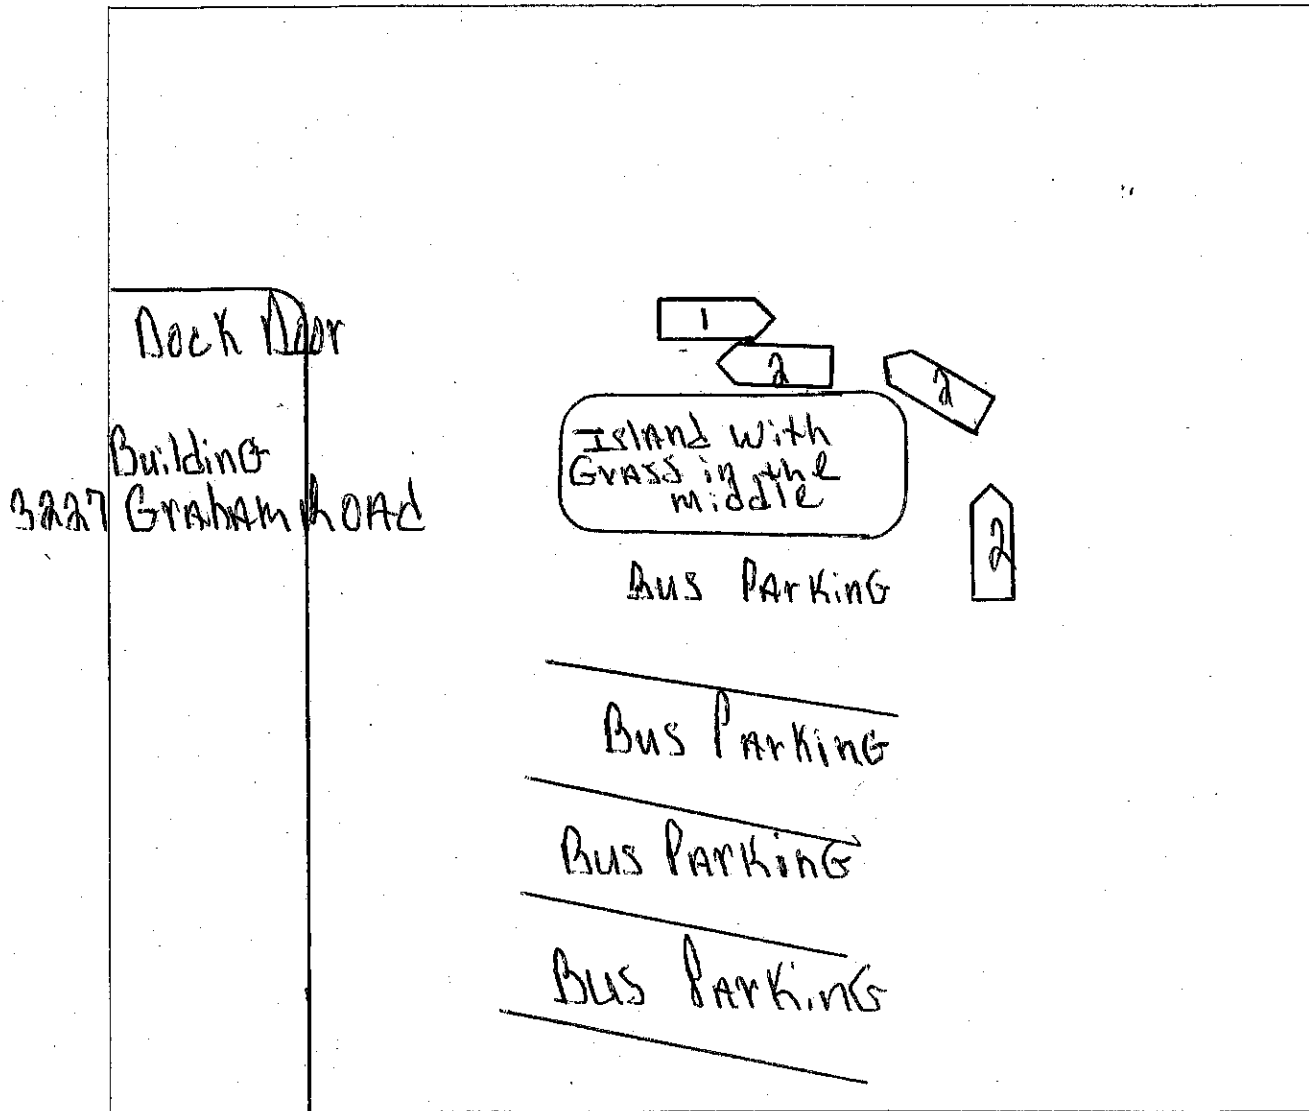 Dock Door
Building
3227 Graham Road
1
2
2
Island with
Grass in the
middle
2
Bus Parking
Bus Parking
Bus Parking
Bus Parking